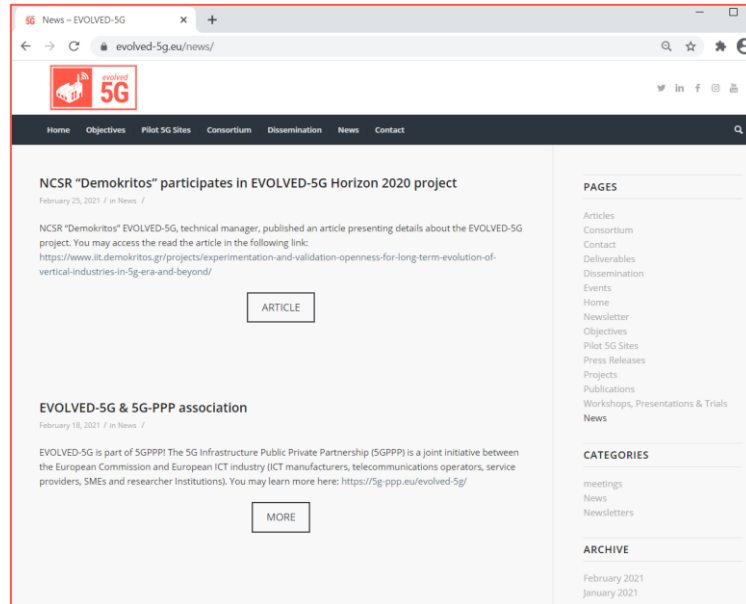 5G News – EVOLVED-5G
evolved-5g.eu/news/
evolved
5G
Home Objectives Pilot 5G Sites Consortium Dissemination News Contact
NCSR “Demokritos” participates in EVOLVED-5G Horizon 2020 project
February 25, 2021 / in News /
NCSR “Demokritos” EVOLVED-5G, technical manager, published an article presenting details about the EVOLVED-5G
project. You may access the read the article in the following link:
https://www.iit.demokritos.gr/projects/experimentation-and-validation-openness-for-long-term-evolution-of-
vertical-industries-in-5g-era-and-beyond/
ARTICLE
EVOLVED-5G & 5G-PPP association
February 18, 2021 / in News /
EVOLVED-5G is part of 5GPPP! The 5G Infrastructure Public Private Partnership (5GPPP) is a joint initiative between
the European Commission and European ICT industry (ICT manufacturers, telecommunications operators, service
providers, SMEs and researcher Institutions). You may learn more here: https://5g-ppp.eu/evolved-5g/
MORE
PAGES
Articles
Consortium
Contact
Deliverables
Dissemination
Events
Home
Newsletter
Objectives
Pilot 5G Sites
Press Releases
Projects
Publications
Workshops, Presentations & Trials
News
CATEGORIES
meetings
News
Newsletters
ARCHIVE
February 2021
January 2021